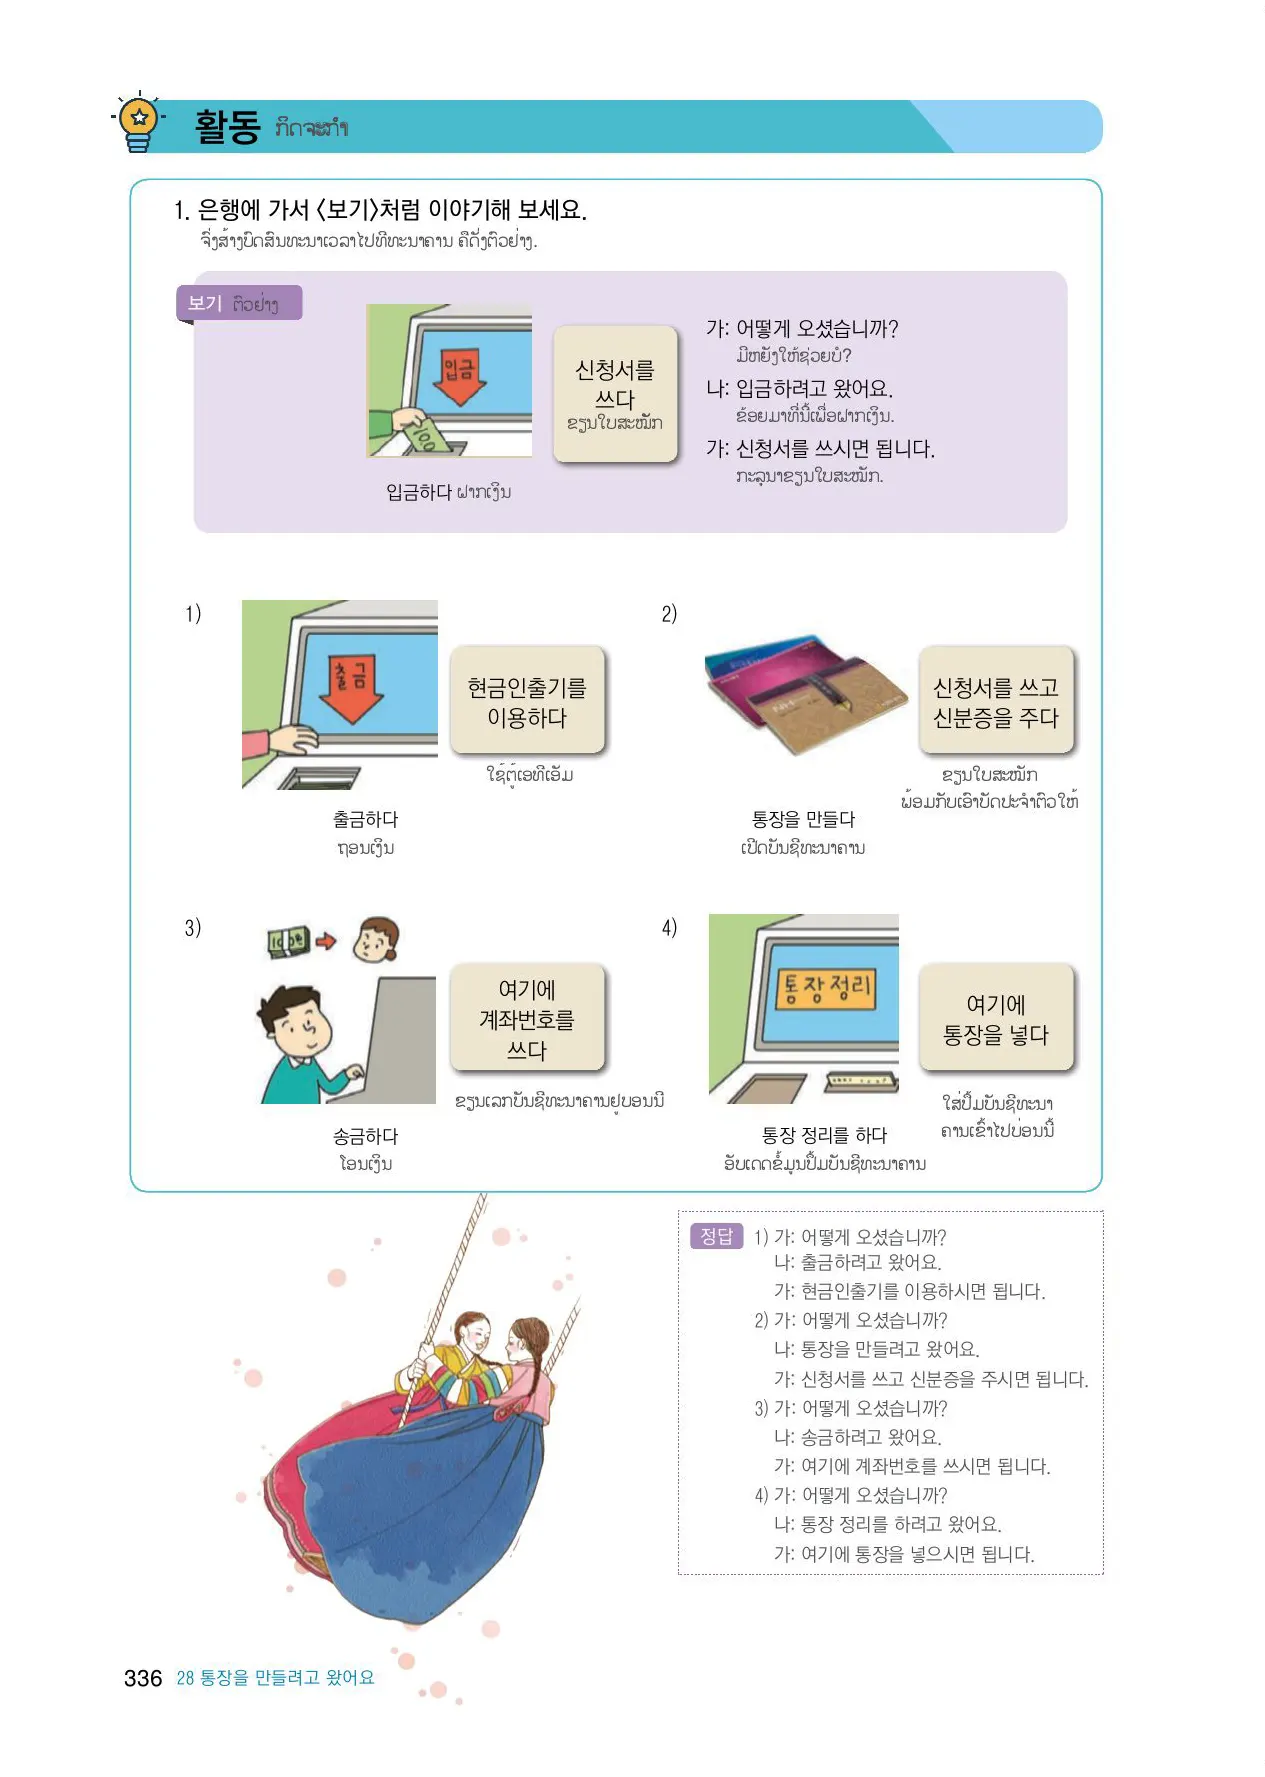 활동 ກິດຈະກຳ
1. 은행에 가서 〈보기〉처럼 이야기해 보세요.
ຈົ່ງສ້າງບົດສົນທະນາເວລາໄປທີ່ທະນາຄານ ຄືດັ່ງຕົວຢ່າງ.
보기 ຕົວຢ່າງ
입금
신청서를
쓰다
ຂຽນໃບສະໝັກ
입금하다 ຝາກເງິນ
가: 어떻게 오셨습니까?
ມີຫຍັງໃຫ້ຊ່ວຍບໍ?
나: 입금하려고 왔어요.
ຂ້ອຍມາທີ່ນີ້ເພື່ອຝາກເງິນ.
가: 신청서를 쓰시면 됩니다.
ກະລຸນາຂຽນໃບສະໝັກ.
1)
출금
현금인출기를
이용하다
ໃຊ້ຕູ້ເອທີເອັມ
출금하다
ຖອນເງິນ
2)
신청서를 쓰고
신분증을 주다
ຂຽນໃບສະໝັກ
ພ້ອມກັບເອົາບັດປະຈຳຕົວໃຫ້
통장을 만들다
ເປີດບັນຊີທະນາຄານ
3)
여기에
계좌번호를
쓰다
ຂຽນເລກບັນຊີທະນາຄານຢູ່ບອນນີ້
송금하다
ໂອນເງິນ
4)
통장정리
여기에
통장을 넣다
ໃສ່ປຶ້ມບັນຊີທະນາ
ຄານເຂົ້າໄປບ່ອນນີ້
통장 정리를 하다
ອັບເດດຂໍ້ມູນປຶ້ມບັນຊີທະນາຄານ
정답
1) 가: 어떻게 오셨습니까?
나: 출금하려고 왔어요.
가: 현금인출기를 이용하시면 됩니다.
2) 가: 어떻게 오셨습니까?
나: 통장을 만들려고 왔어요.
가: 신청서를 쓰고 신분증을 주시면 됩니다.
3) 가: 어떻게 오셨습니까?
나: 송금하려고 왔어요.
가: 여기에 계좌번호를 쓰시면 됩니다.
4) 가: 어떻게 오셨습니까?
나: 통장 정리를 하려고 왔어요.
가: 여기에 통장을 넣으시면 됩니다.
336 28 통장을 만들려고 왔어요